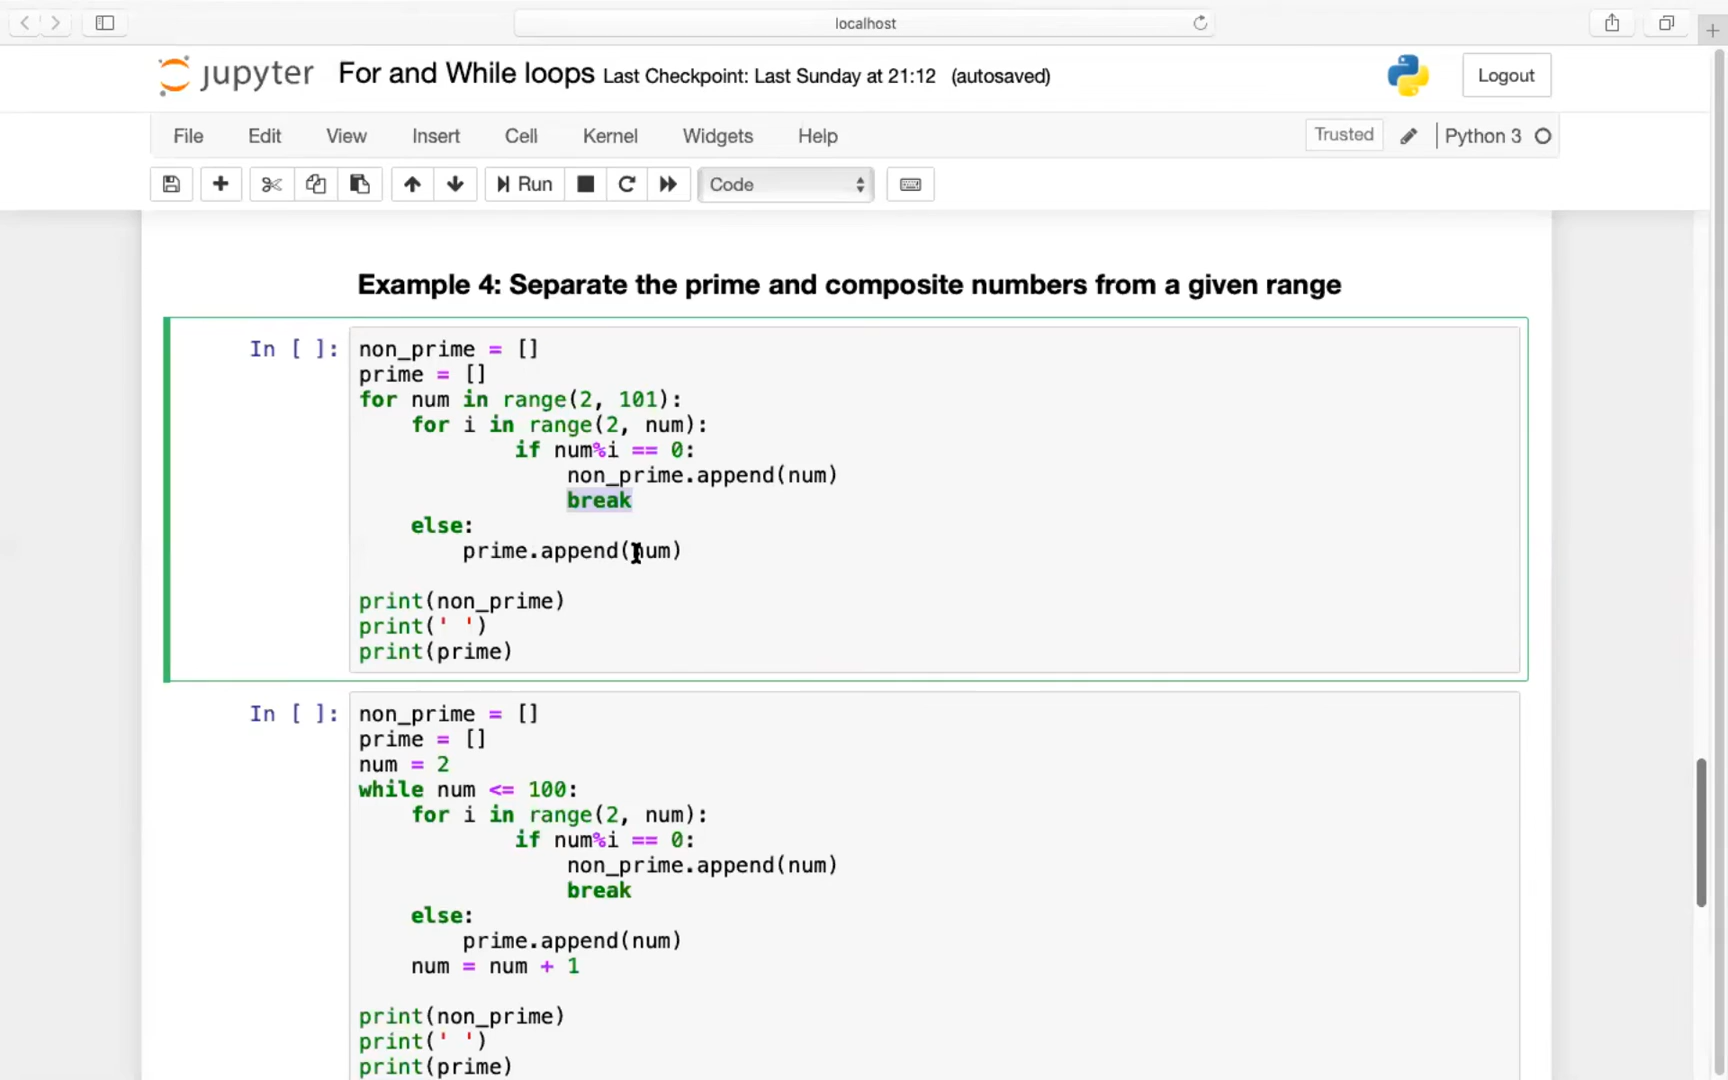 localhost
jupyter For and While loops Last Checkpoint: Last Sunday at 21:12 (autosaved) Logout
File Edit View Insert Cell Kernel Widgets Help Trusted Python 3
Run Code
Example 4: Separate the prime and composite numbers from a given range
In [ ]: non_prime = []
prime = []
for num in range(2, 101):
    for i in range(2, num):
            if num%i == 0:
                non_prime.append(num)
                break
    else:
        prime.append(num)
print(non_prime)
print(' ')
print(prime)
In [ ]: non_prime = []
prime = []
num = 2
while num <= 100:
    for i in range(2, num):
            if num%i == 0:
                non_prime.append(num)
                break
    else:
        prime.append(num)
    num = num + 1
print(non_prime)
print(' ')
print(prime)